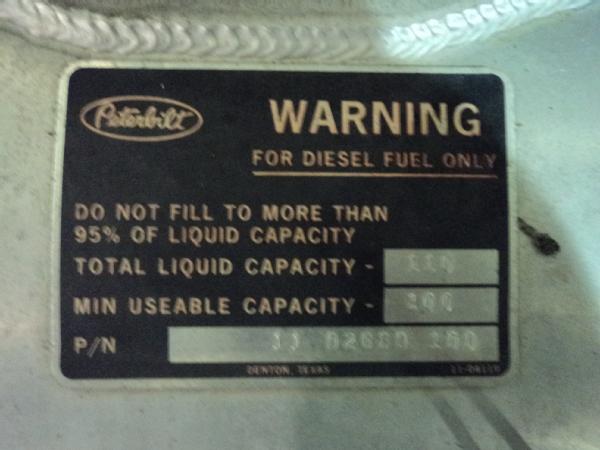 Peterbilt
WARNING
FOR DIESEL FUEL ONLY
DO NOT FILL TO MORE THAN
95% OF LIQUID CAPACITY
TOTAL LIQUID CAPACITY -
MIN USEABLE CAPACITY -
P/N
DENTON, TEXAS